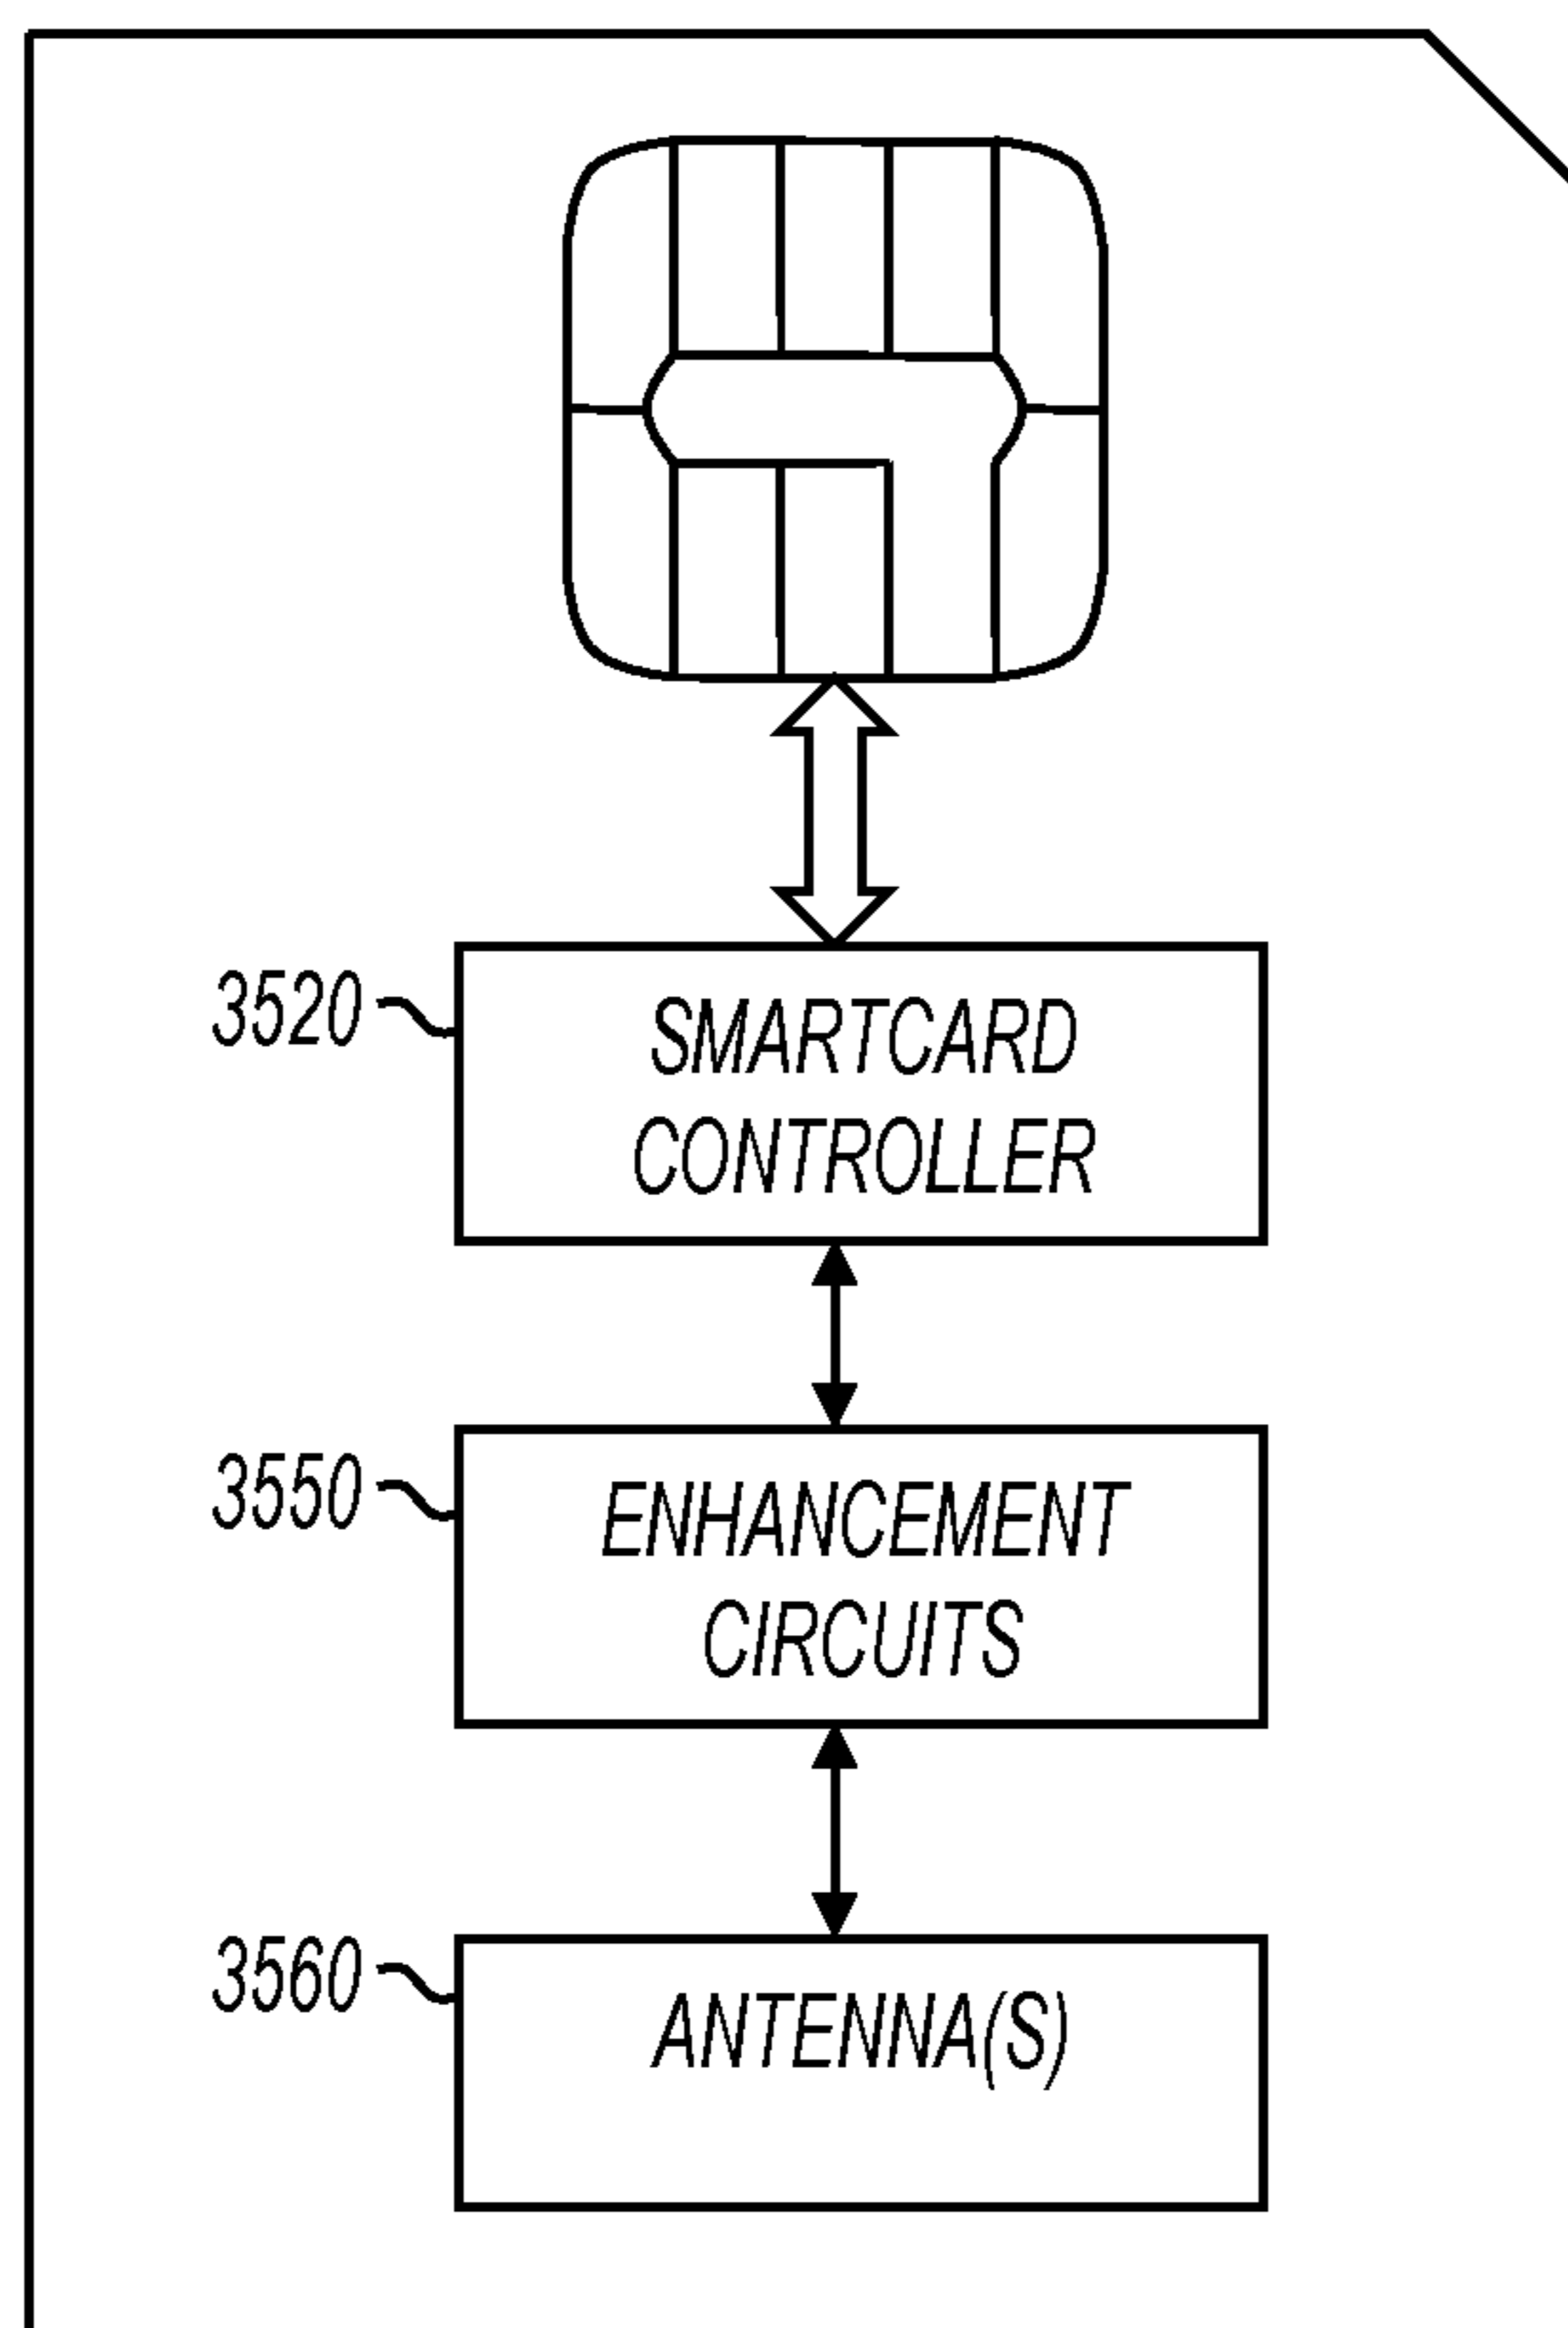 3520
SMARTCARD
CONTROLLER
3550
ENHANCEMENT
CIRCUITS
3560
ANTENNA(S)